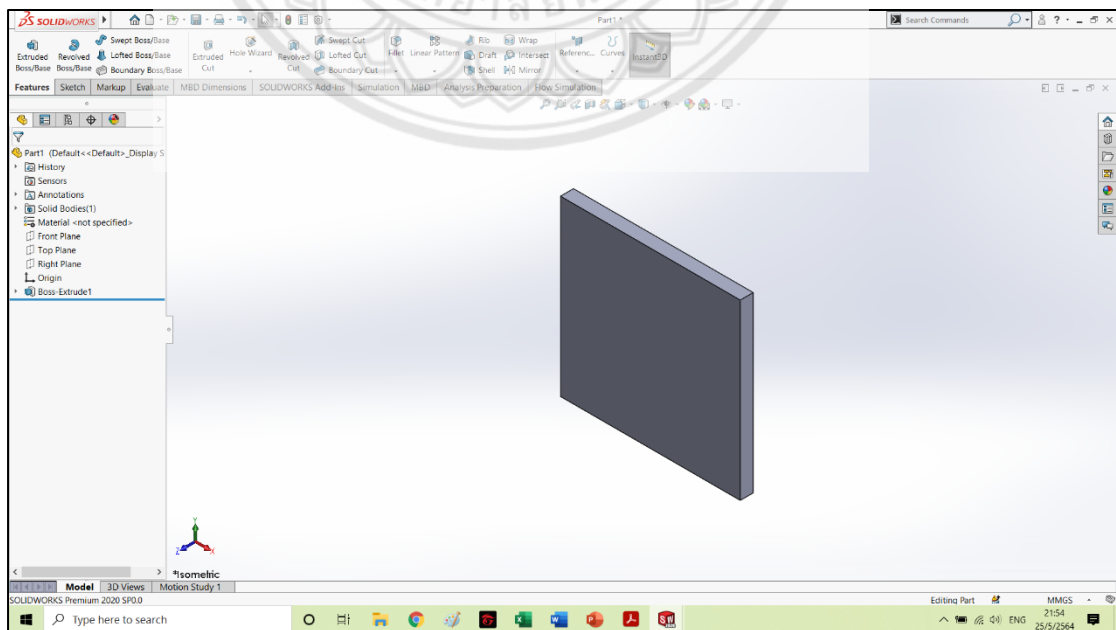 SOLIDWORKS
Part1 *
Search Commands
Extruded Boss/Base
Revolved Boss/Base
Swept Boss/Base
Lofted Boss/Base
Boundary Boss/Base
Extruded Cut
Hole Wizard
Revolved Cut
Swept Cut
Lofted Cut
Boundary Cut
Fillet
Linear Pattern
Rib
Draft
Shell
Wrap
Intersect
Mirror
Referenc...
Curves
Instant3D
Features Sketch Markup Evaluate MBD Dimensions SOLIDWORKS Add-Ins Simulation MBD Analysis Preparation Flow Simulation
Part1 (Default<<Default>_Display S
History
Sensors
Annotations
Solid Bodies(1)
Material <not specified>
Front Plane
Top Plane
Right Plane
Origin
Boss-Extrude1
Y
Z X
*Isometric
Model 3D Views Motion Study 1
SOLIDWORKS Premium 2020 SP0.0
Editing Part MMGS
Type here to search
ENG
21:54
25/5/2564